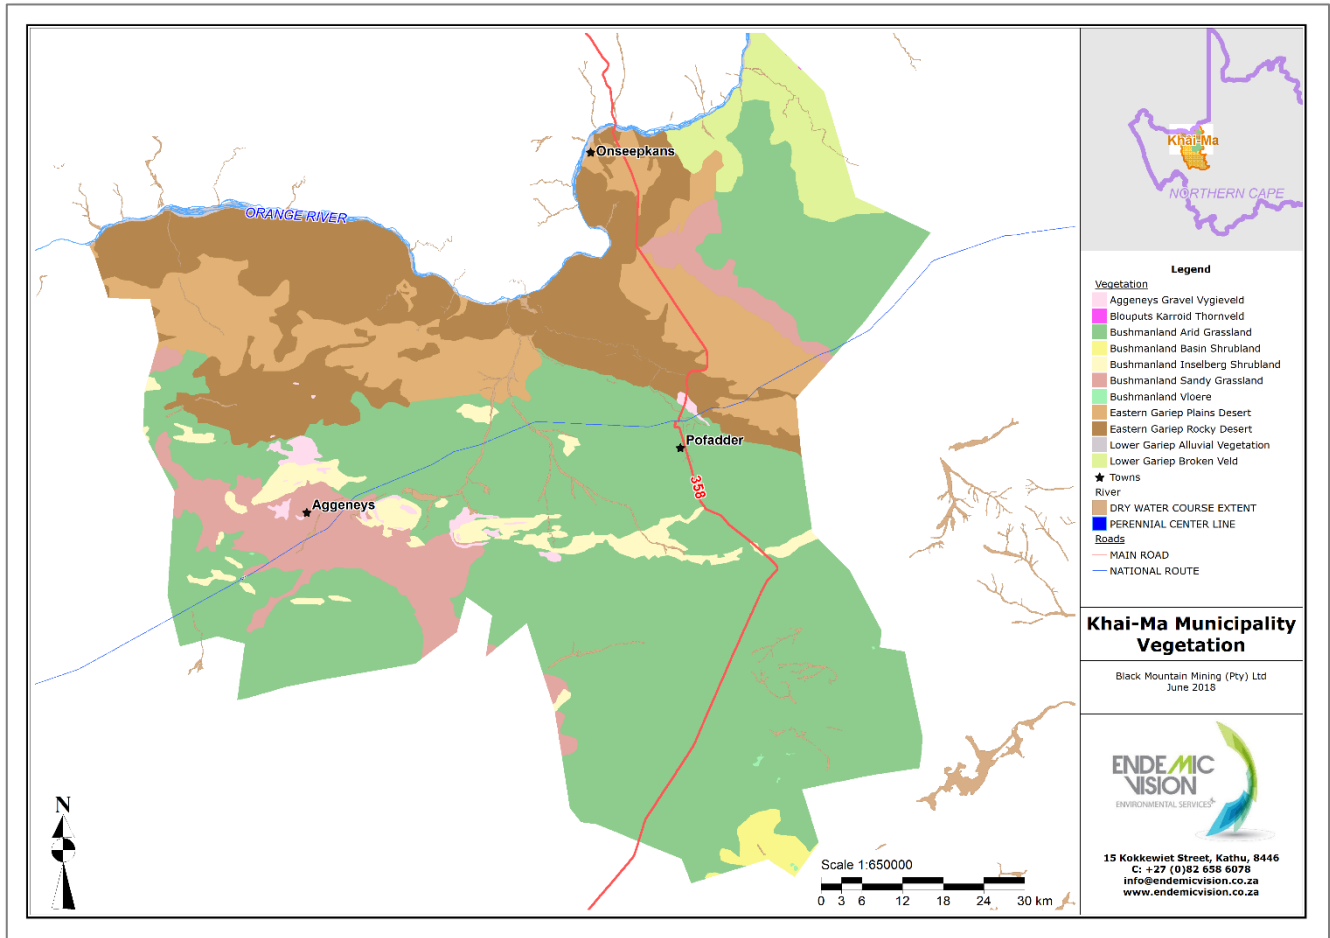 Onseepkans
ORANGE RIVER
Pofadder
358
Aggeneys
N
Scale 1:650000
0 3 6 12 18 24 30 km
Khai-Ma
NORTHERN CAPE
Legend
Vegetation
Aggeneys Gravel Vygieveld
Blouputs Karroid Thornveld
Bushmanland Arid Grassland
Bushmanland Basin Shrubland
Bushmanland Inselberg Shrubland
Bushmanland Sandy Grassland
Bushmanland Vloere
Eastern Gariep Plains Desert
Eastern Gariep Rocky Desert
Lower Gariep Alluvial Vegetation
Lower Gariep Broken Veld
Towns
River
DRY WATER COURSE EXTENT
PERENNIAL CENTER LINE
Roads
MAIN ROAD
NATIONAL ROUTE
Khai-Ma Municipality
Vegetation
Black Mountain Mining (Pty) Ltd
June 2018
ENDEMIC
VISION
ENVIRONMENTAL SERVICES
15 Kokkewiet Street, Kathu, 8446
C: +27 (0)82 658 6078
info@endemicvision.co.za
www.endemicvision.co.za